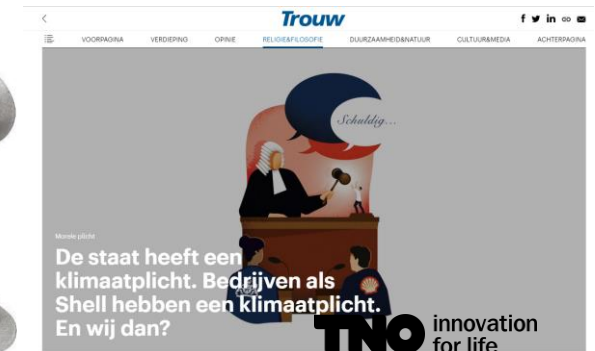 Trouw
VOORPAGINA VERDIEPING OPINIE RELIGIE&FILOSOFIE DUURZAAMHEID&NATUUR CULTUUR&MEDIA ACHTERPAGINA
Schuldig...
Morele plicht
De staat heeft een
klimaatplicht. Bedrijven als
Shell hebben een klimaatplicht.
En wij dan?
TNO innovation
for life